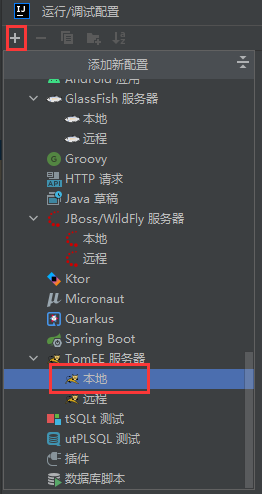 运行/调试配置
添加新配置
Android 应用
GlassFish 服务器
本地
远程
Groovy
HTTP 请求
Java 草稿
JBoss/WildFly 服务器
本地
远程
Ktor
Micronaut
Quarkus
Spring Boot
TomEE 服务器
本地
远程
tSQLt 测试
utPLSQL 测试
插件
数据库脚本